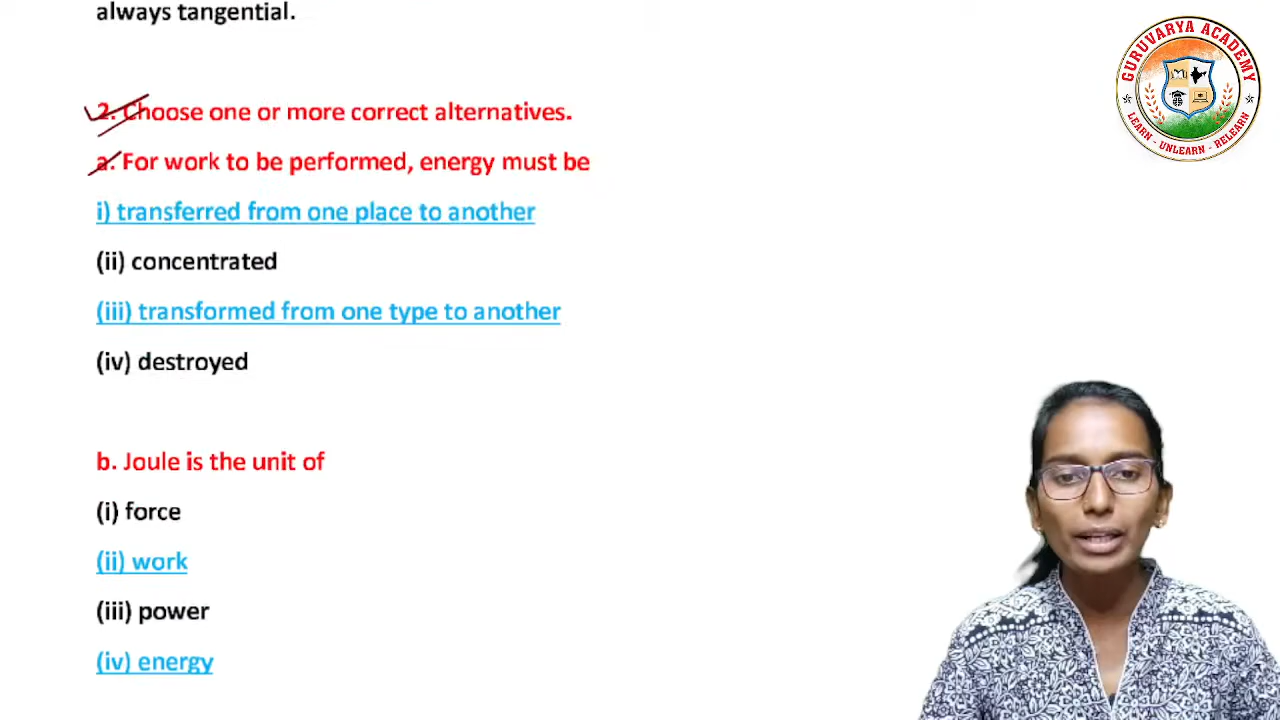 always tangential.
2. Choose one or more correct alternatives.
a. For work to be performed, energy must be
i) transferred from one place to another
(ii) concentrated
(iii) transformed from one type to another
(iv) destroyed
b. Joule is the unit of
(i) force
(ii) work
(iii) power
(iv) energy
GURUVARYA ACADEMY
LEARN - UNLEARN - RELEARN